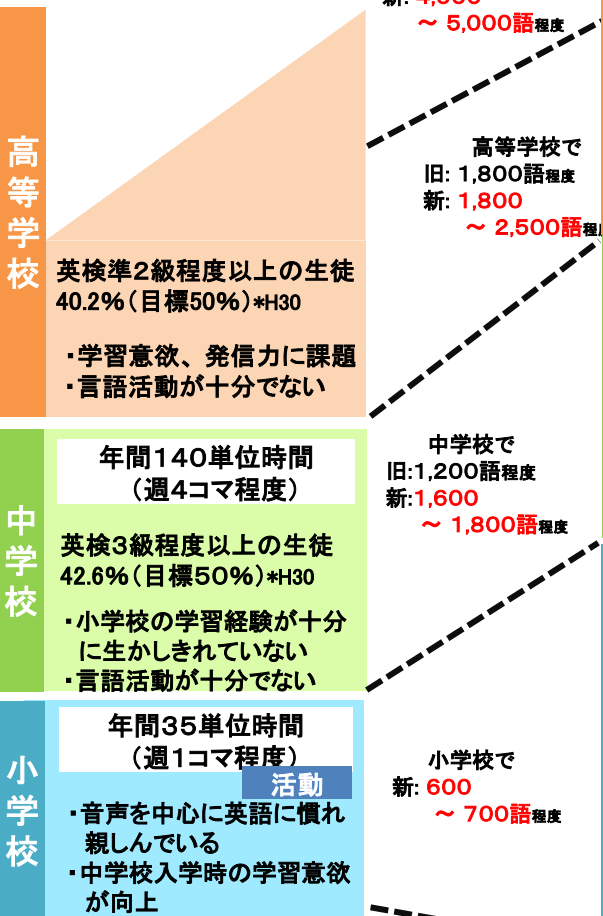 新: 4,000
～ 5,000語程度
高等学校
高等学校で
旧: 1,800語程度
新: 1,800
～ 2,500語程
英検準２級程度以上の生徒
40.2%（目標50%）*H30
・学習意欲、発信力に課題
・言語活動が十分でない
中学校
年間１４０単位時間
（週４コマ程度）
英検３級程度以上の生徒
42.6%（目標５０%）*H30
・小学校の学習経験が十分
に生かしきれていない
・言語活動が十分でない
中学校で
旧:1,200語程度
新:1,600
～ 1,800語程度
小学校
年間３５単位時間
（週１コマ程度）
活動
・音声を中心に英語に慣れ
親しんでいる
・中学校入学時の学習意欲
が向上
小学校で
新: 600
～ 700語程度